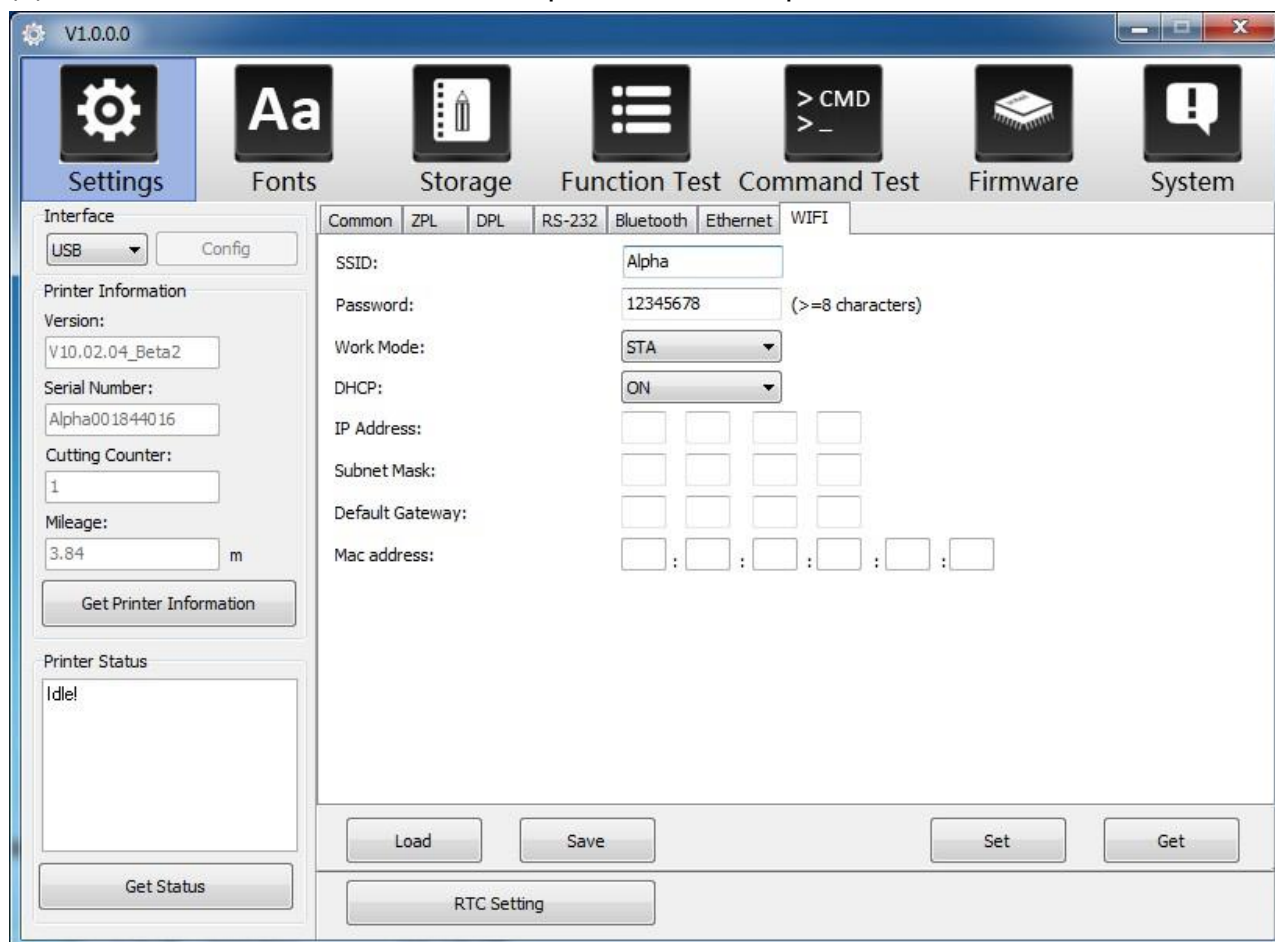 V1.0.0.0
Aa
> CMD
> _
Settings
Fonts
Storage
Function Test
Command Test
Firmware
System
Interface
USB
Config
Printer Information
Version:
V10.02.04_Beta2
Serial Number:
Alpha001844016
Cutting Counter:
1
Mileage:
3.84 m
Get Printer Information
Printer Status
Idle!
Get Status
Common ZPL DPL RS-232 Bluetooth Ethernet WIFI
SSID: Alpha
Password: 12345678 (>=8 characters)
Work Mode: STA
DHCP: ON
IP Address:
Subnet Mask:
Default Gateway:
Mac address: : : : : :
Load Save Set Get
RTC Setting